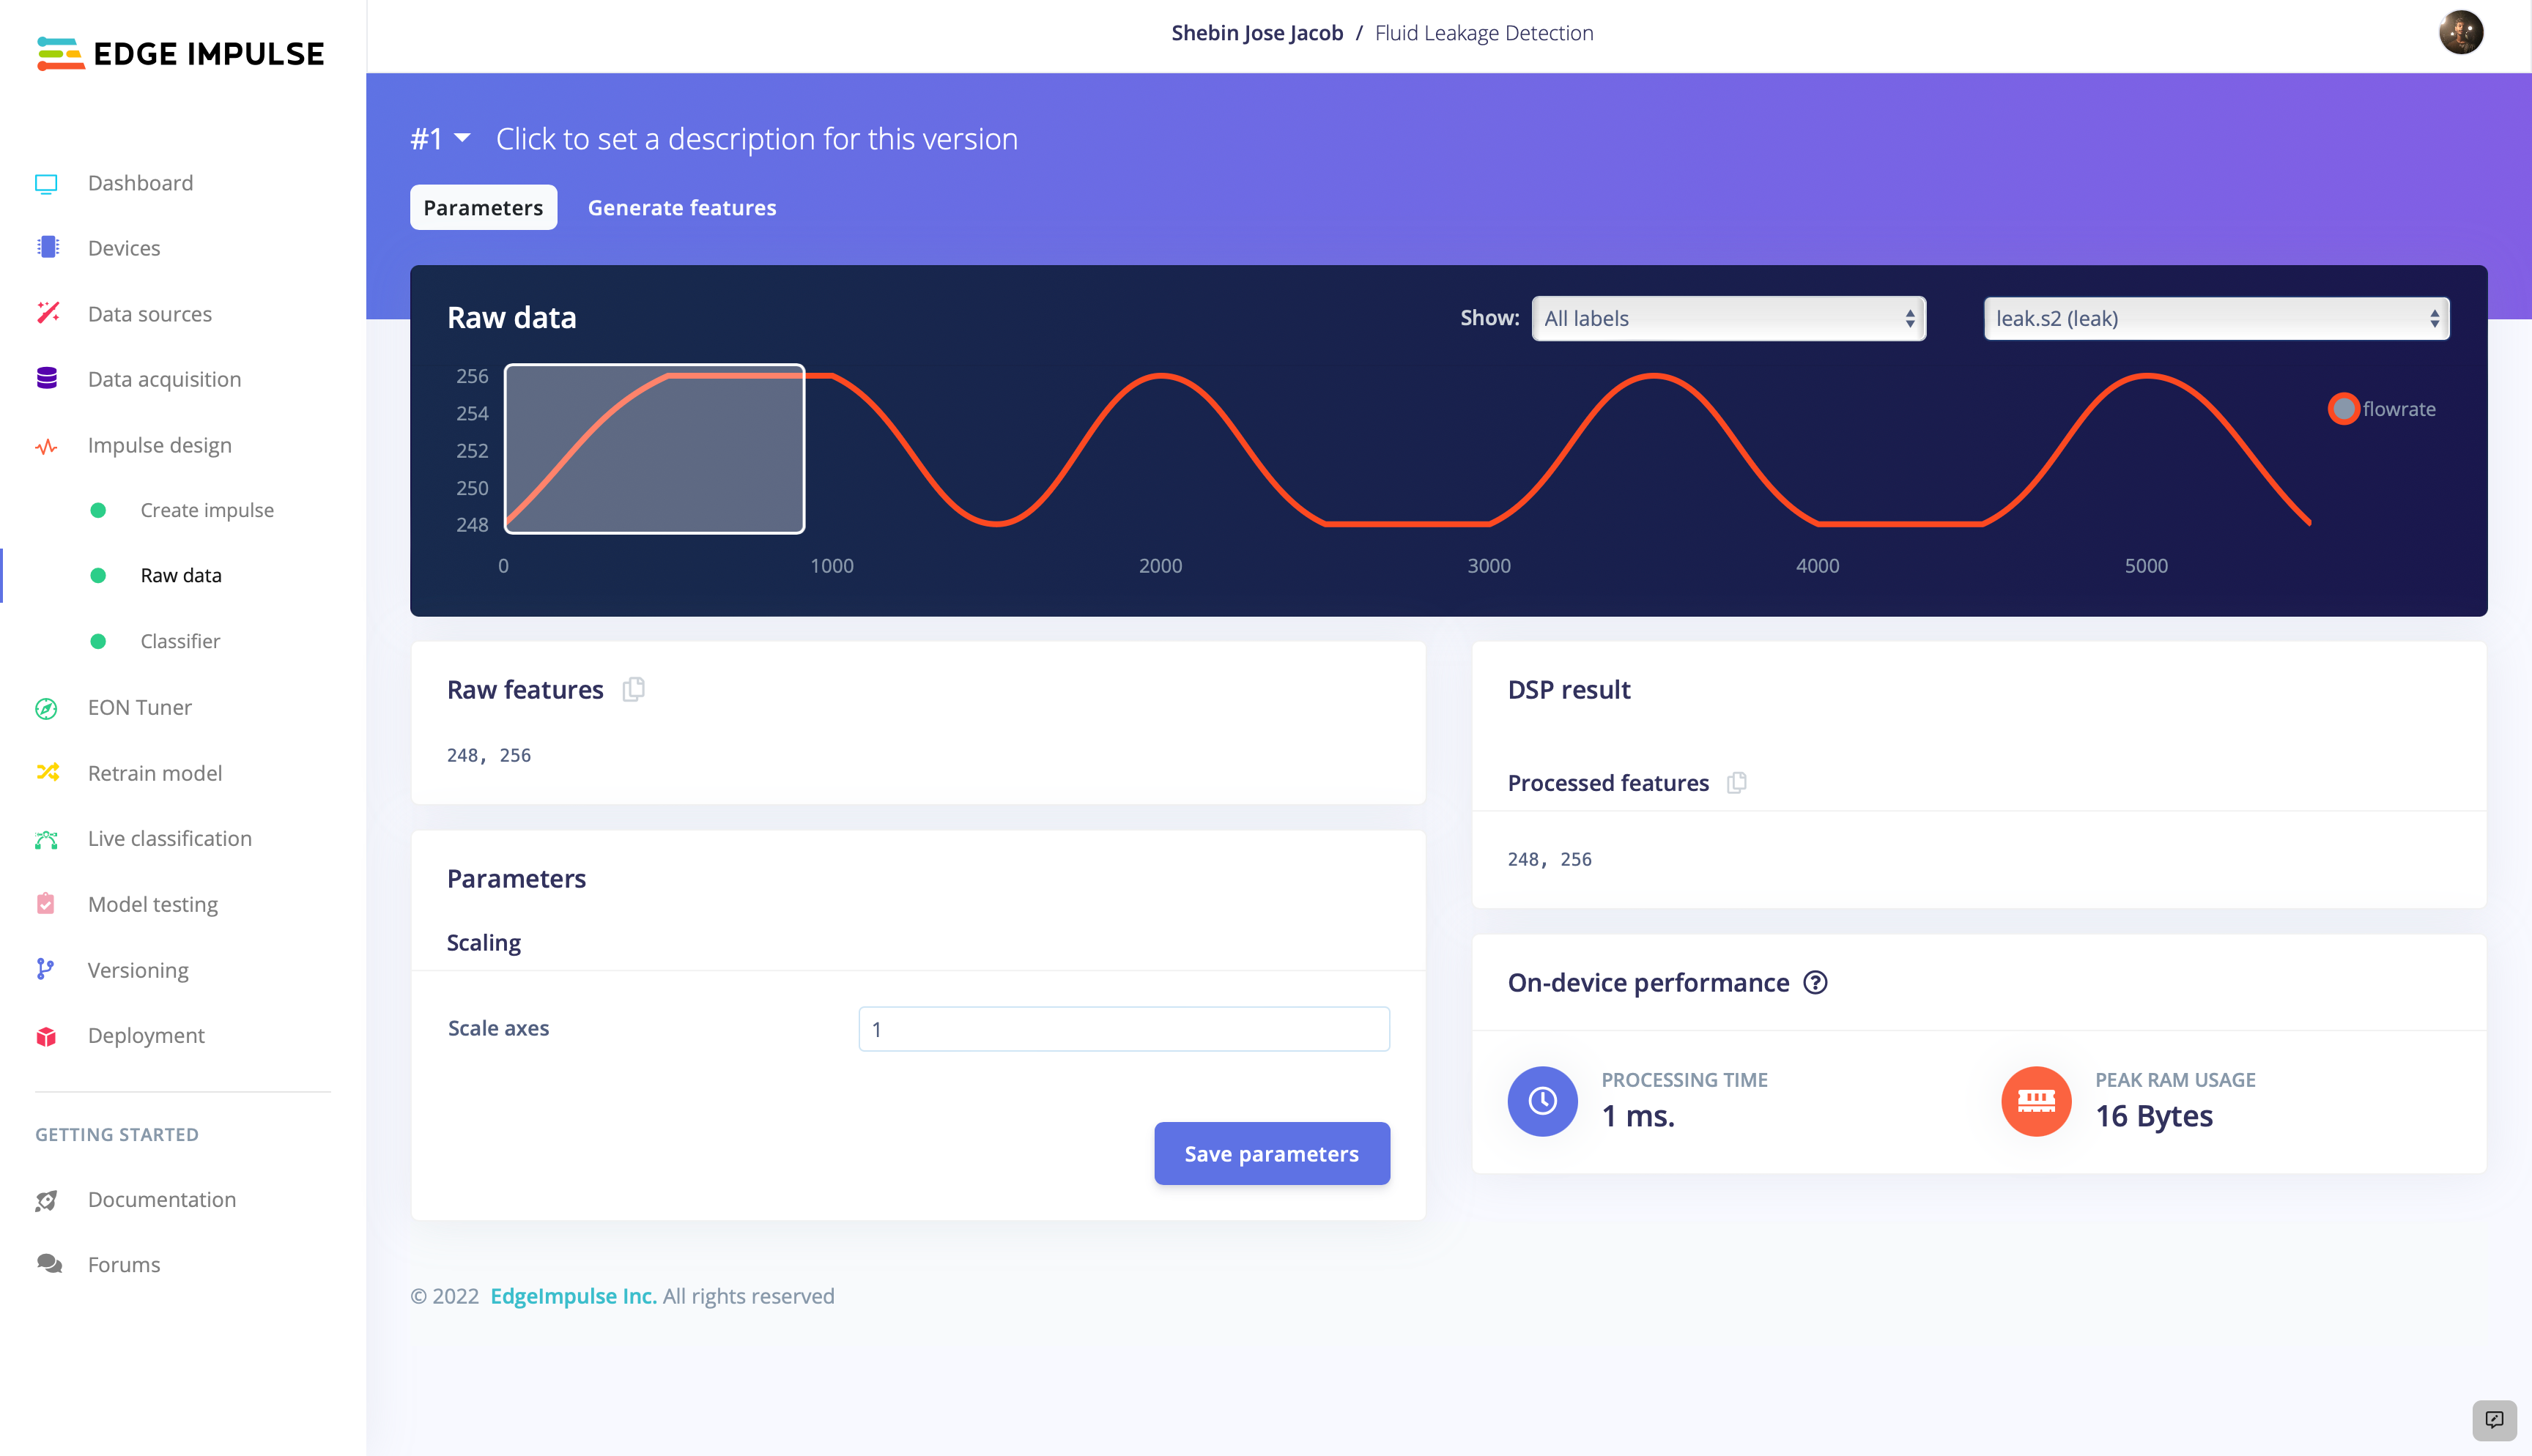 EDGE IMPULSE
Shebin Jose Jacob / Fluid Leakage Detection
Dashboard
Devices
Data sources
Data acquisition
Impulse design
Create impulse
Raw data
Classifier
EON Tuner
Retrain model
Live classification
Model testing
Versioning
Deployment
GETTING STARTED
Documentation
Forums
#1 Click to set a description for this version
Parameters Generate features
Raw data
Show: All labels leak.s2 (leak)
256
254
252
250
248
0 1000 2000 3000 4000 5000
flowrate
Raw features
248, 256
Parameters
Scaling
Scale axes 1
Save parameters
DSP result
Processed features
248, 256
On-device performance ?
PROCESSING TIME
1 ms.
PEAK RAM USAGE
16 Bytes
© 2022 EdgeImpulse Inc. All rights reserved